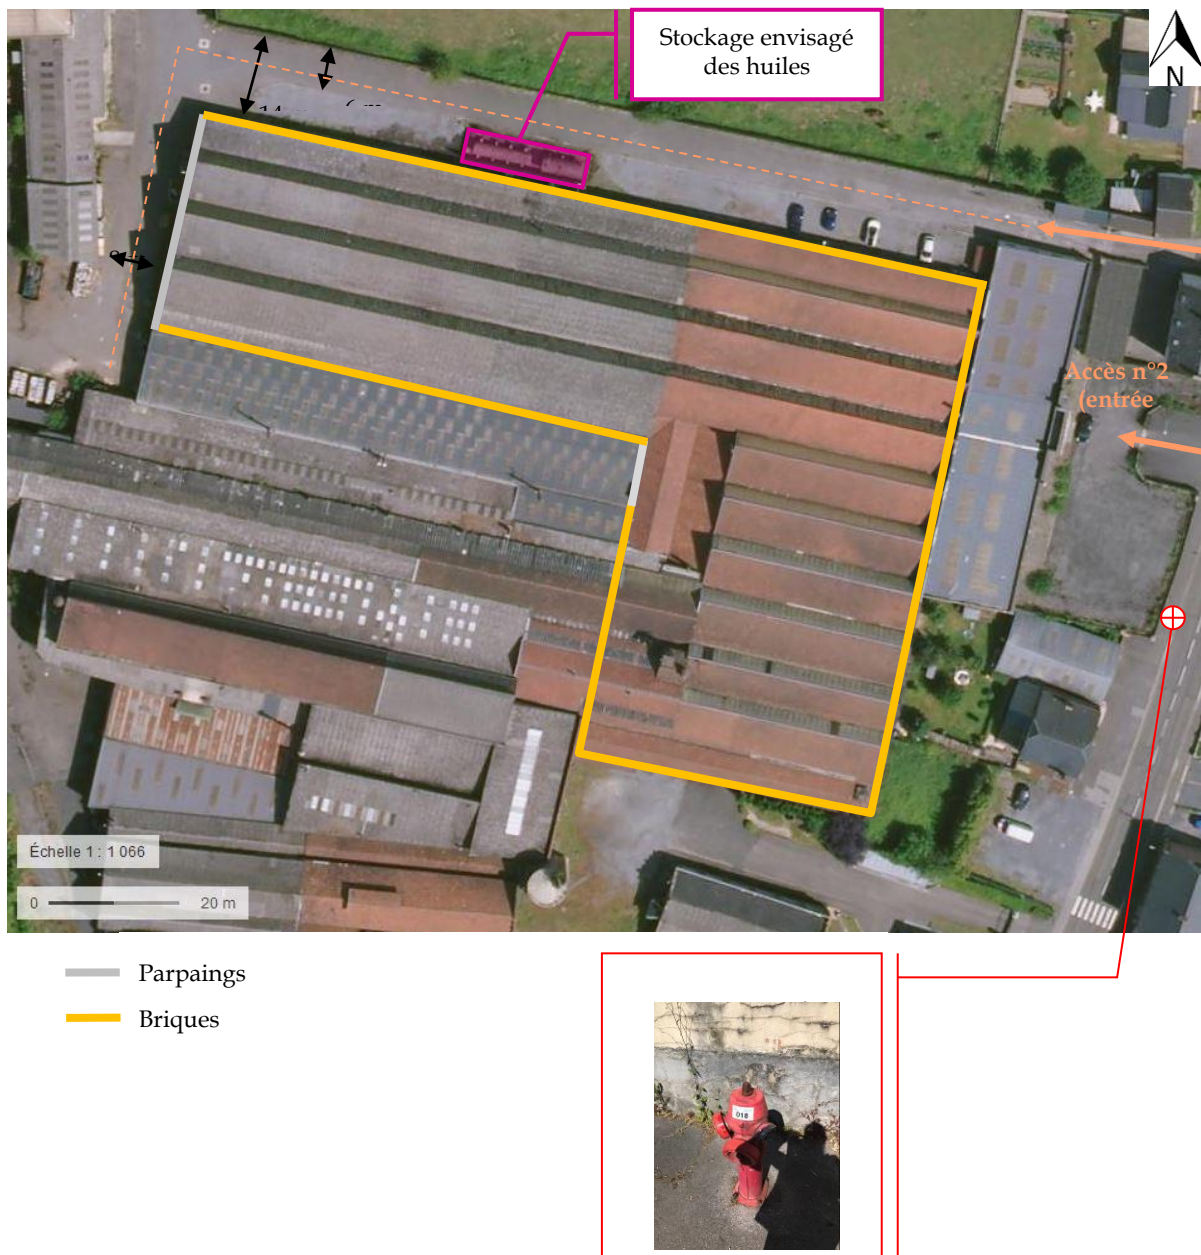 Stockage envisagé
des huiles
N
Accès n°2
(entrée
Échelle 1 : 1 066
0 20 m
Parpaings
Briques
018